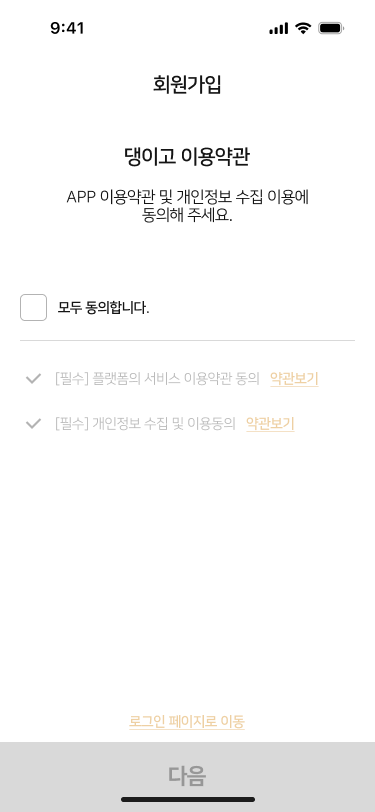 9:41
회원가입
댕이고 이용약관
APP 이용약관 및 개인정보 수집 이용에
동의해 주세요.
모두 동의합니다.
[필수] 플랫폼의 서비스 이용약관 동의 약관보기
[필수] 개인정보 수집 및 이용동의 약관보기
로그인 페이지로 이동
다음